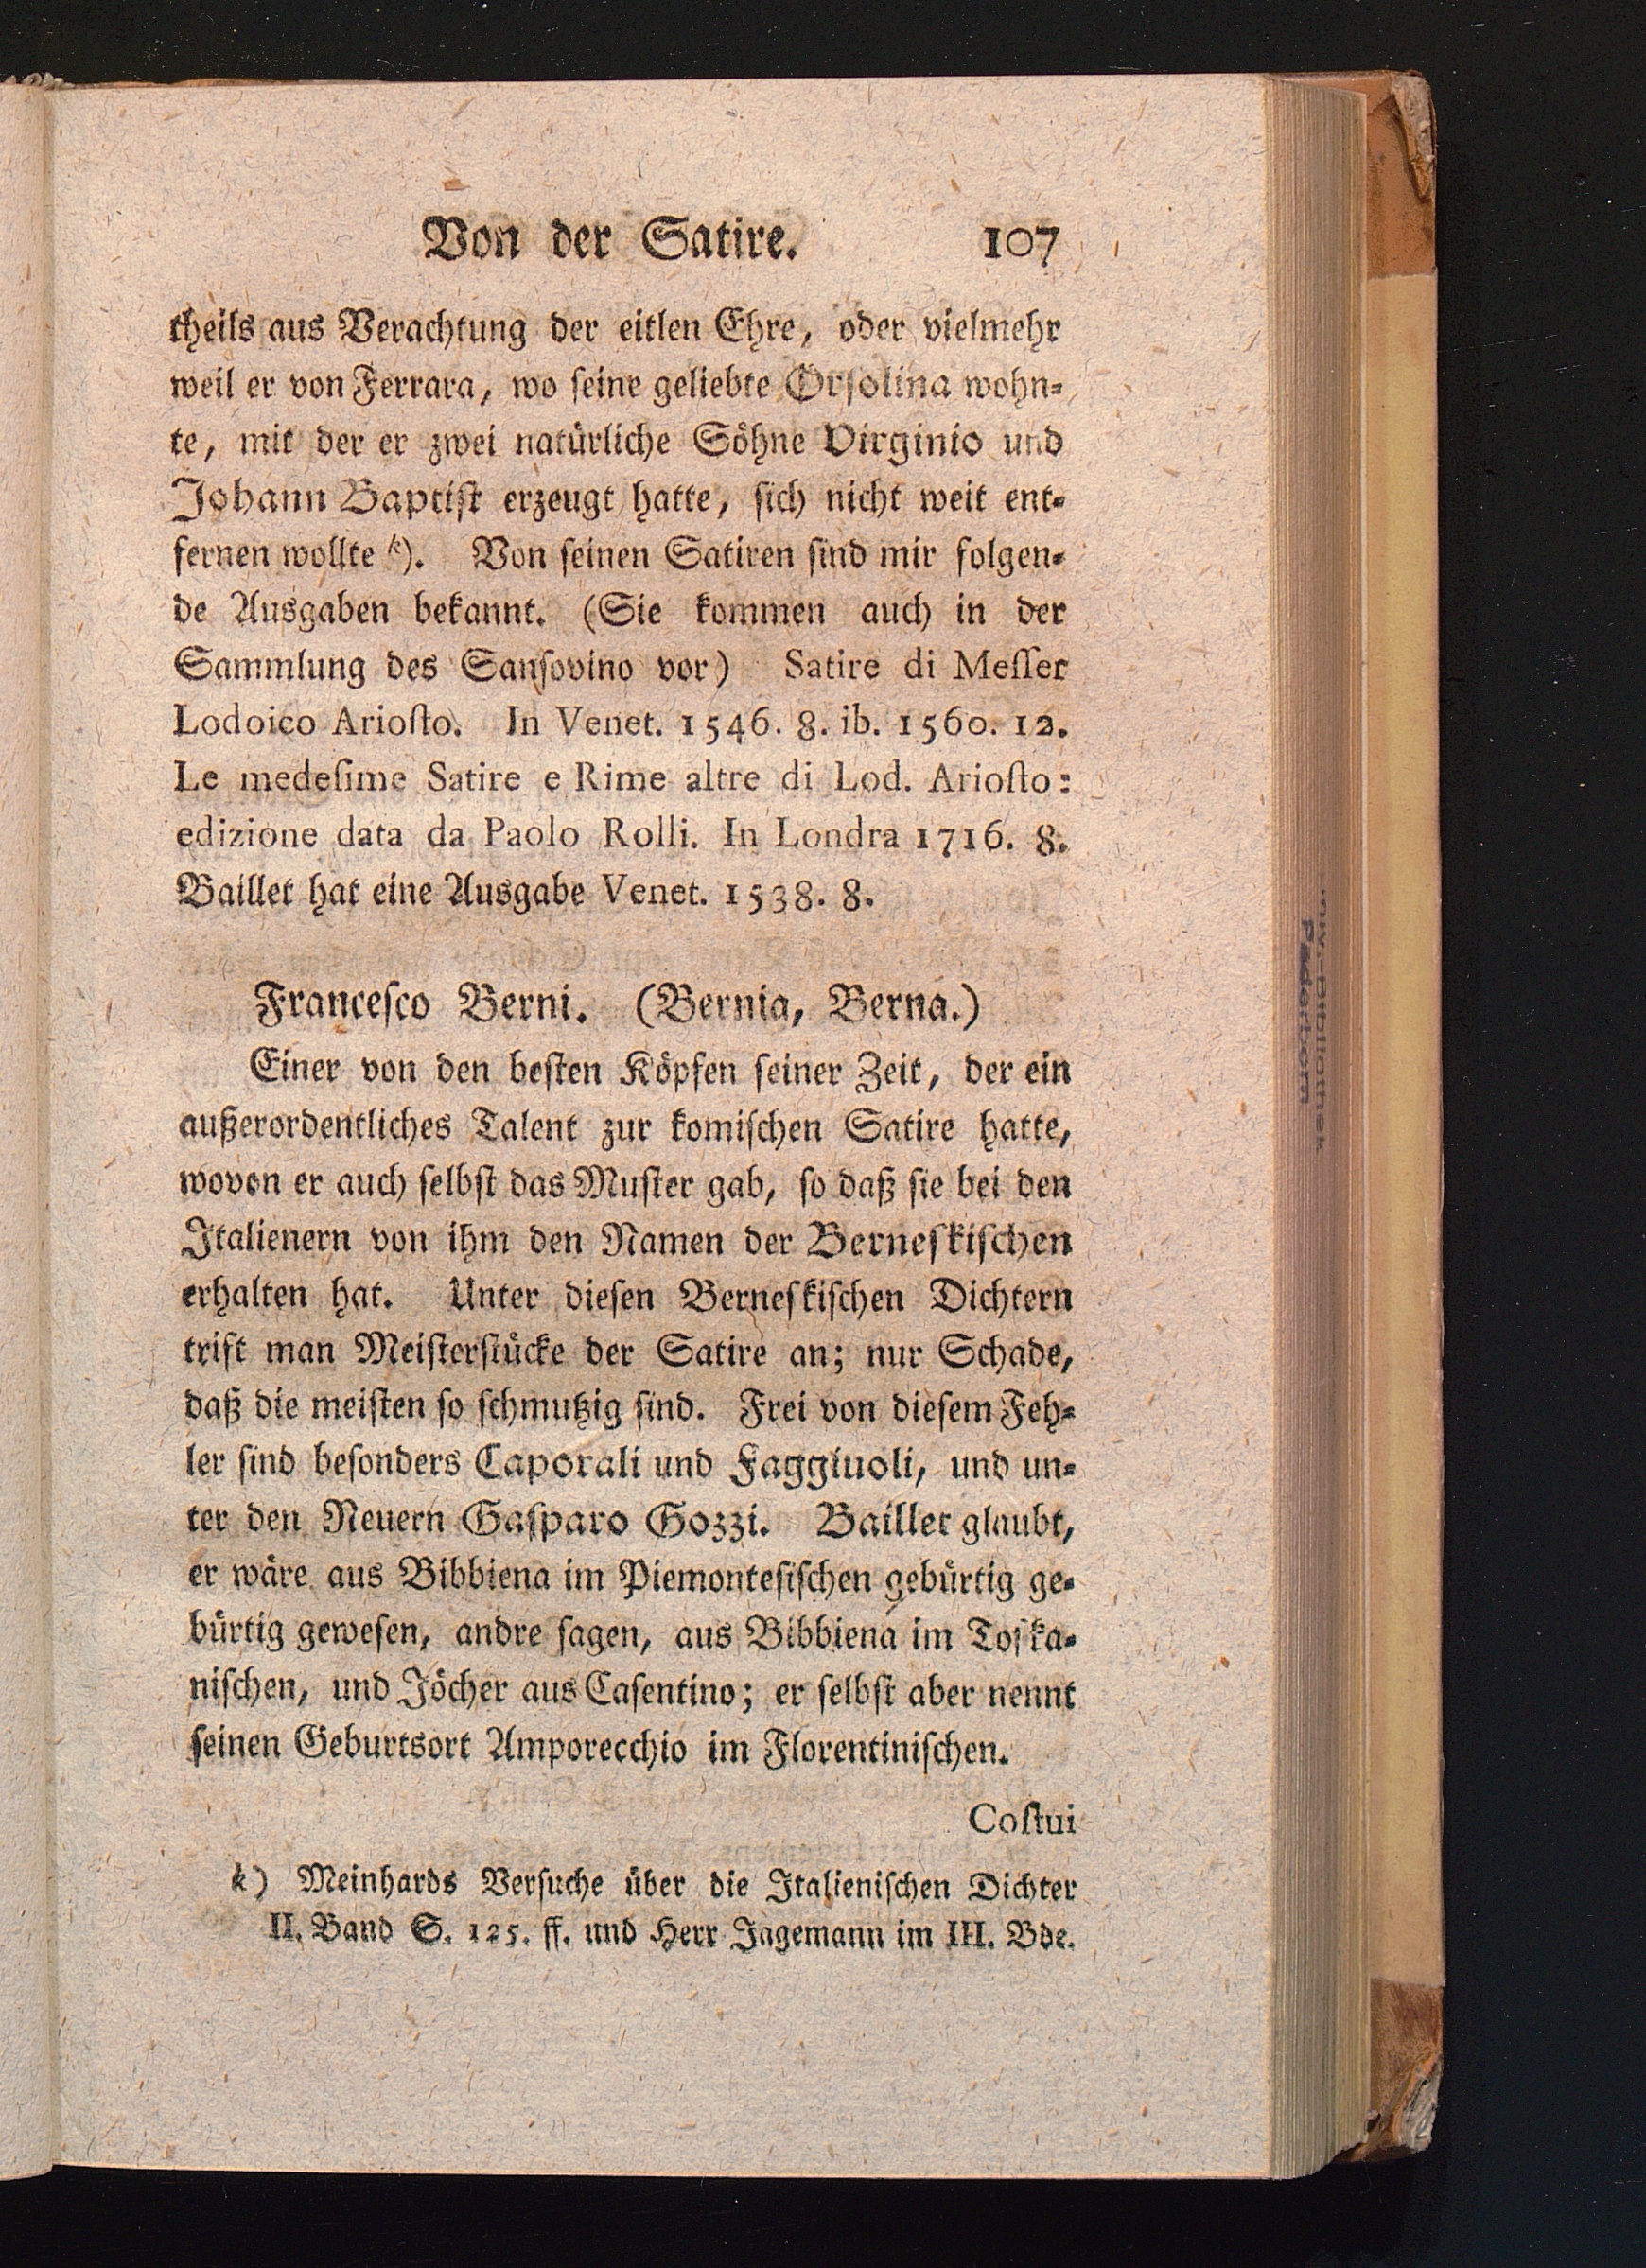 Von der Satire. 107
theils aus Verachtung der eitlen Ehre, oder vielmehr
weil er von Ferrara, wo ſeine geliebte Orſolina wohn⸗
te, mit der er zwei natürliche Söhne Virginio und
Johann Baptiſt erzeugt hatte, ſich nicht weit ent⸗
fernen wollte k). Von ſeinen Satiren ſind mir folgen⸗
de Ausgaben bekannt. (Sie kommen auch in der
Sammlung des Sanſovino vor) Satire di Meſſer
Lodoico Arioſto. In Venet. 1546. 8. ib. 1560. 12.
Le medeſime Satire e Rime altre di Lod. Arioſto:
edizione data da Paolo Rolli. In Londra 1716. 8.
Baillet hat eine Ausgabe Venet. 1538. 8.
Franceſco Berni. (Bernia, Berna.)
Einer von den beſten Köpfen ſeiner Zeit, der ein
außerordentliches Talent zur komiſchen Satire hatte,
wovon er auch ſelbſt das Muſter gab, ſo daß ſie bei den
Italienern von ihm den Namen der Berneſkiſchen
erhalten hat. Unter dieſen Berneſkiſchen Dichtern
trift man Meiſterſtücke der Satire an; nur Schade,
daß die meiſten ſo ſchmutzig ſind. Frei von dieſem Feh⸗
ler ſind beſonders Caporali und Faggiuoli, und un⸗
ter den Neuern Gaſparo Gozzi. Baillet glaubt,
er wäre aus Bibbiena im Piemonteſiſchen gebürtig ge⸗
bürtig geweſen, andre ſagen, aus Bibbiena im Toſka⸗
niſchen, und Jöcher aus Caſentino; er ſelbſt aber nennt
ſeinen Geburtsort Amporecchio im Florentiniſchen.
Coſtui
k) Meinhards Verſuche über die Italieniſchen Dichter
II. Band S. 125. ff. und Herr Jagemann im III. Bde.
Paderborn